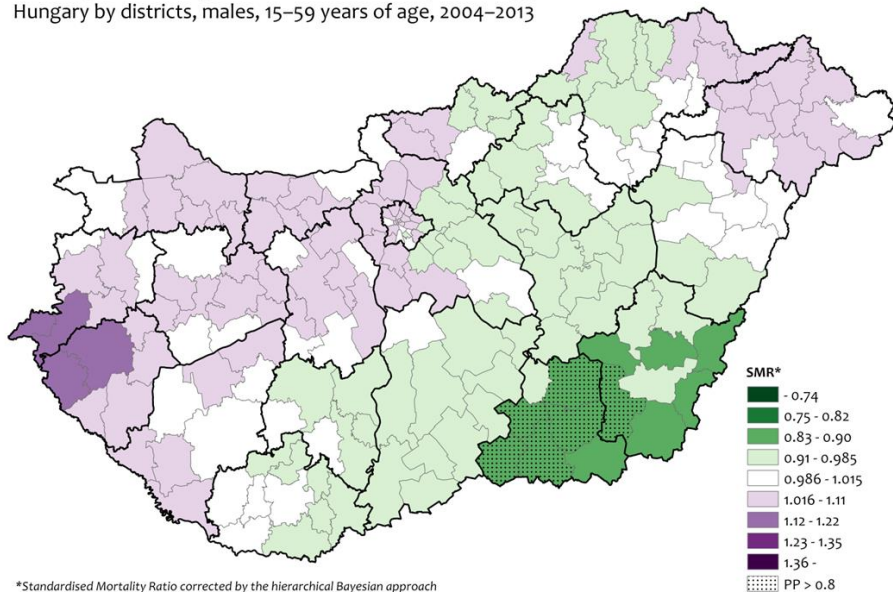 Hungary by districts, males, 15–59 years of age, 2004–2013
SMR*
- 0.74
0.75 - 0.82
0.83 - 0.90
0.91 - 0.985
0.986 - 1.015
1.016 - 1.11
1.12 - 1.22
1.23 - 1.35
1.36 -
PP > 0.8
*Standardised Mortality Ratio corrected by the hierarchical Bayesian approach